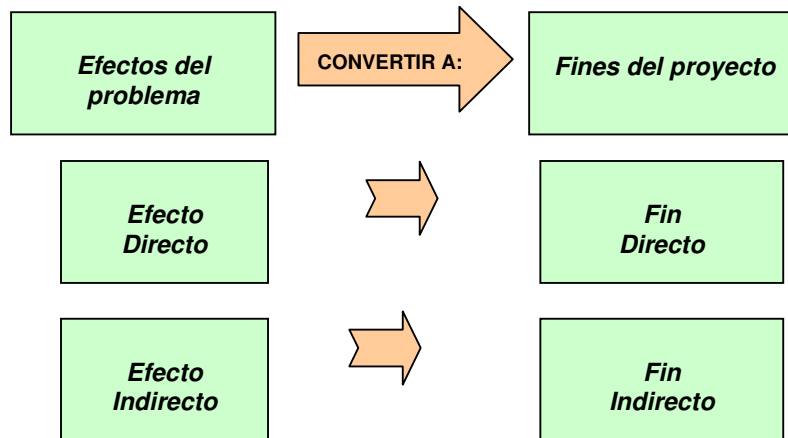 Efectos del
problema
CONVERTIR A:
Fines del proyecto
Efecto
Directo
Fin
Directo
Efecto
Indirecto
Fin
Indirecto